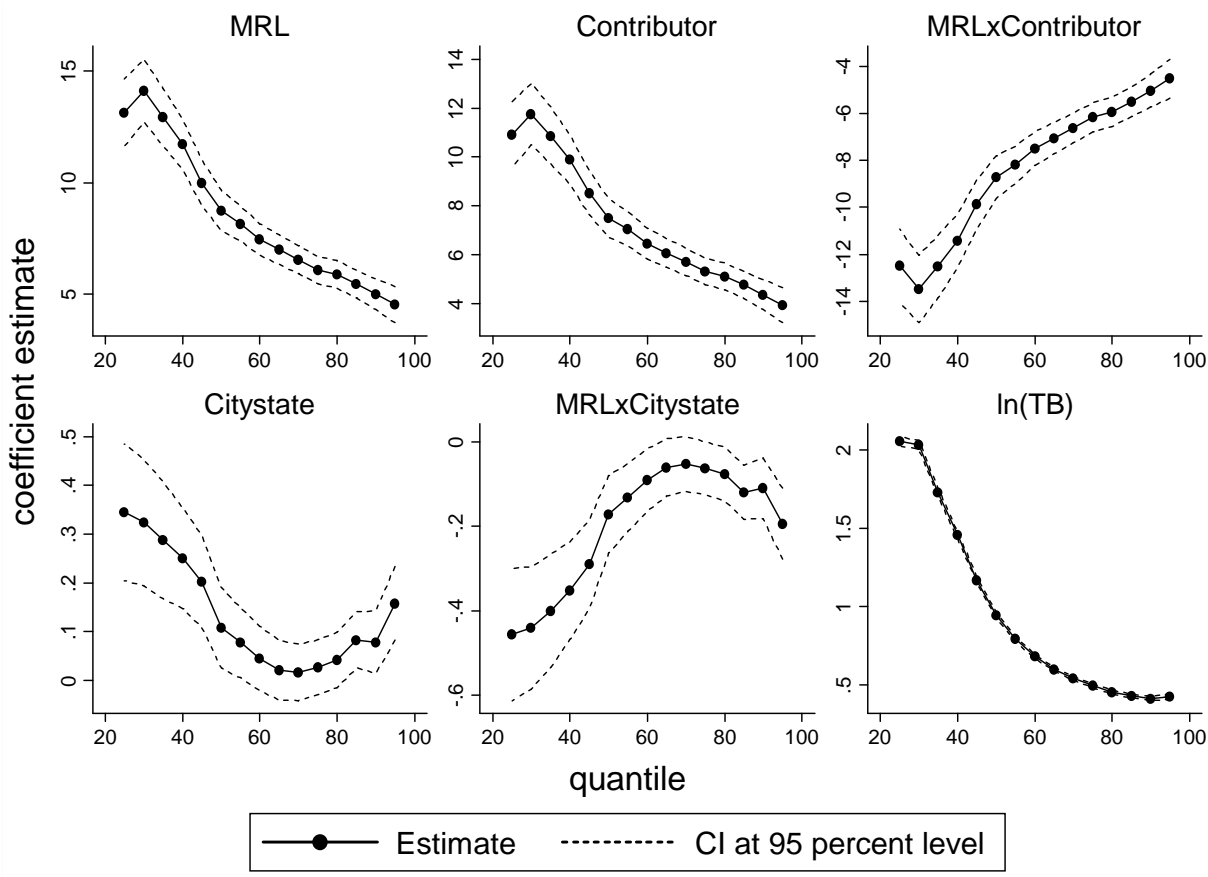 MRL
Contributor
MRLxContributor
15
10
5
20 40 60 80 100
14
12
10
8
6
4
20 40 60 80 100
-4
-6
-8
-10
-12
-14
20 40 60 80 100
coefficient estimate
Citystate
MRLxCitystate
ln(TB)
.5
.4
.3
.2
.1
0
20 40 60 80 100
0
-.2
-.4
-.6
20 40 60 80 100
2
1.5
1
.5
20 40 60 80 100
quantile
Estimate
CI at 95 percent level